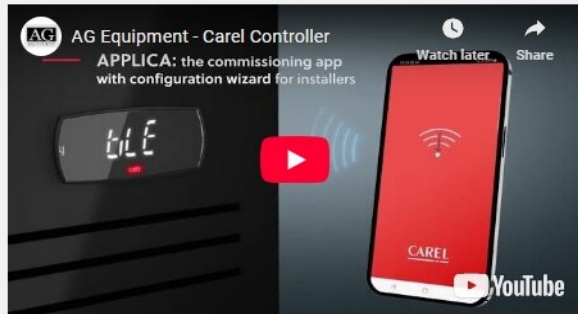 AG
AG Equipment - Carel Controller
Watch later
Share
APPLICA: the commissioning app
with configuration wizard for installers
bLE
CAREL
YouTube